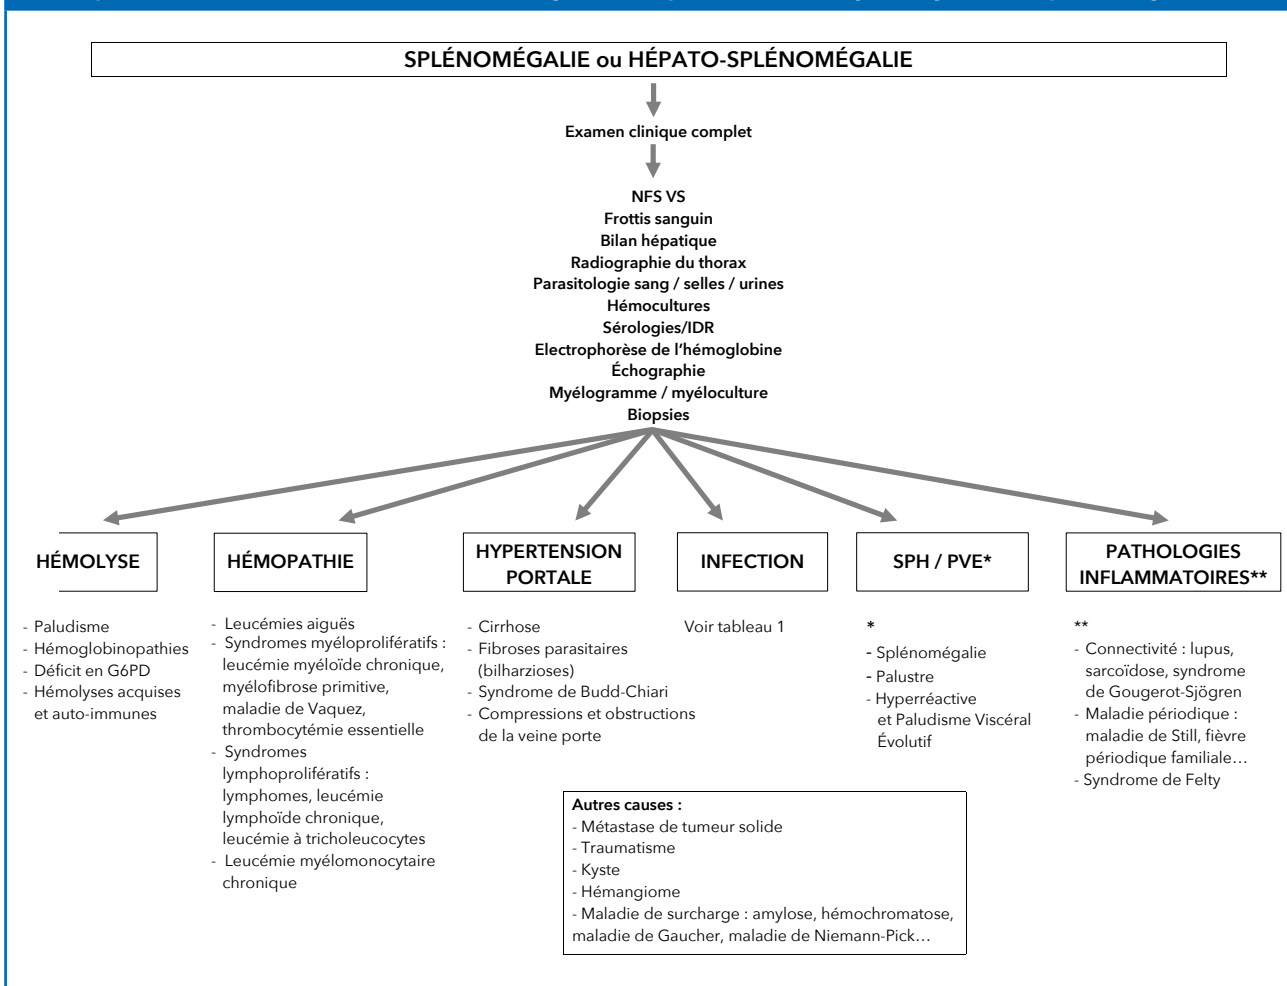 SPLÉNOMÉGALIE ou HÉPATO-SPLÉNOMÉGALIE
Examen clinique complet
NFS VS
Frottis sanguin
Bilan hépatique
Radiographie du thorax
Parasitologie sang / selles / urines
Hémocultures
Sérologies/IDR
Electrophorèse de l'hémoglobine
Échographie
Myélogramme / myéloculture
Biopsies
HÉMOLYSE
- Paludisme
- Hémoglobinopathies
- Déficit en G6PD
- Hémolyses acquises
et auto-immunes
HÉMOPATHIE
- Leucémies aiguës
- Syndromes myéloprolifératifs :
leucémie myéloïde chronique,
myélofibrose primitive,
maladie de Vaquez,
thrombocytémie essentielle
- Syndromes
lymphoprolifératifs :
lymphomes, leucémie
lymphoïde chronique,
leucémie à tricholeucocytes
- Leucémie myélomonocytaire
chronique
HYPERTENSION
PORTALE
- Cirrhose
- Fibroses parasitaires
(bilharzioses)
- Syndrome de Budd-Chiari
- Compressions et obstructions
de la veine porte
INFECTION
Voir tableau 1
SPH / PVE*
*
- Splénomégalie
- Palustre
- Hyperréactive
et Paludisme Viscéral
Évolutif
PATHOLOGIES
INFLAMMATOIRES**
**
- Connectivité : lupus,
sarcoïdose, syndrome
de Gougerot-Sjögren
- Maladie périodique :
maladie de Still, fièvre
périodique familiale…
- Syndrome de Felty
Autres causes :
- Métastase de tumeur solide
- Traumatisme
- Kyste
- Hémangiome
- Maladie de surcharge : amylose, hémochromatose,
maladie de Gaucher, maladie de Niemann-Pick…